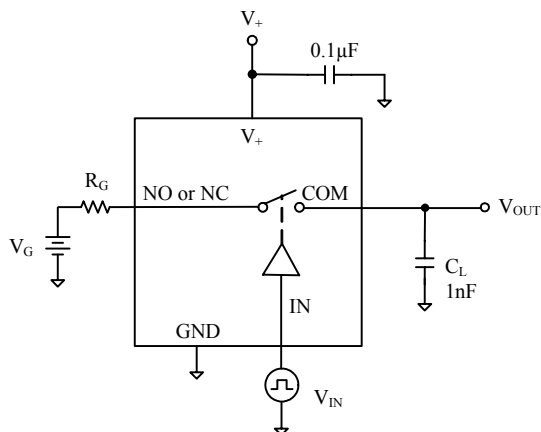 V+
0.1µF
V+
RG
NO or NC
COM
VOUT
VG
CL
1nF
IN
GND
VIN